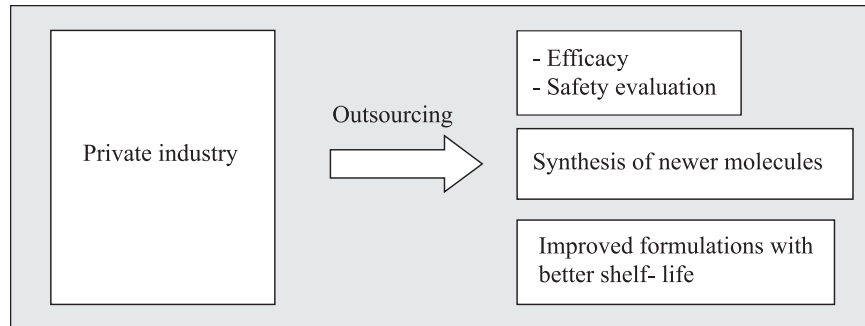 Private industry
Outsourcing
- Efficacy
- Safety evaluation
Synthesis of newer molecules
Improved formulations with
better shelf- life